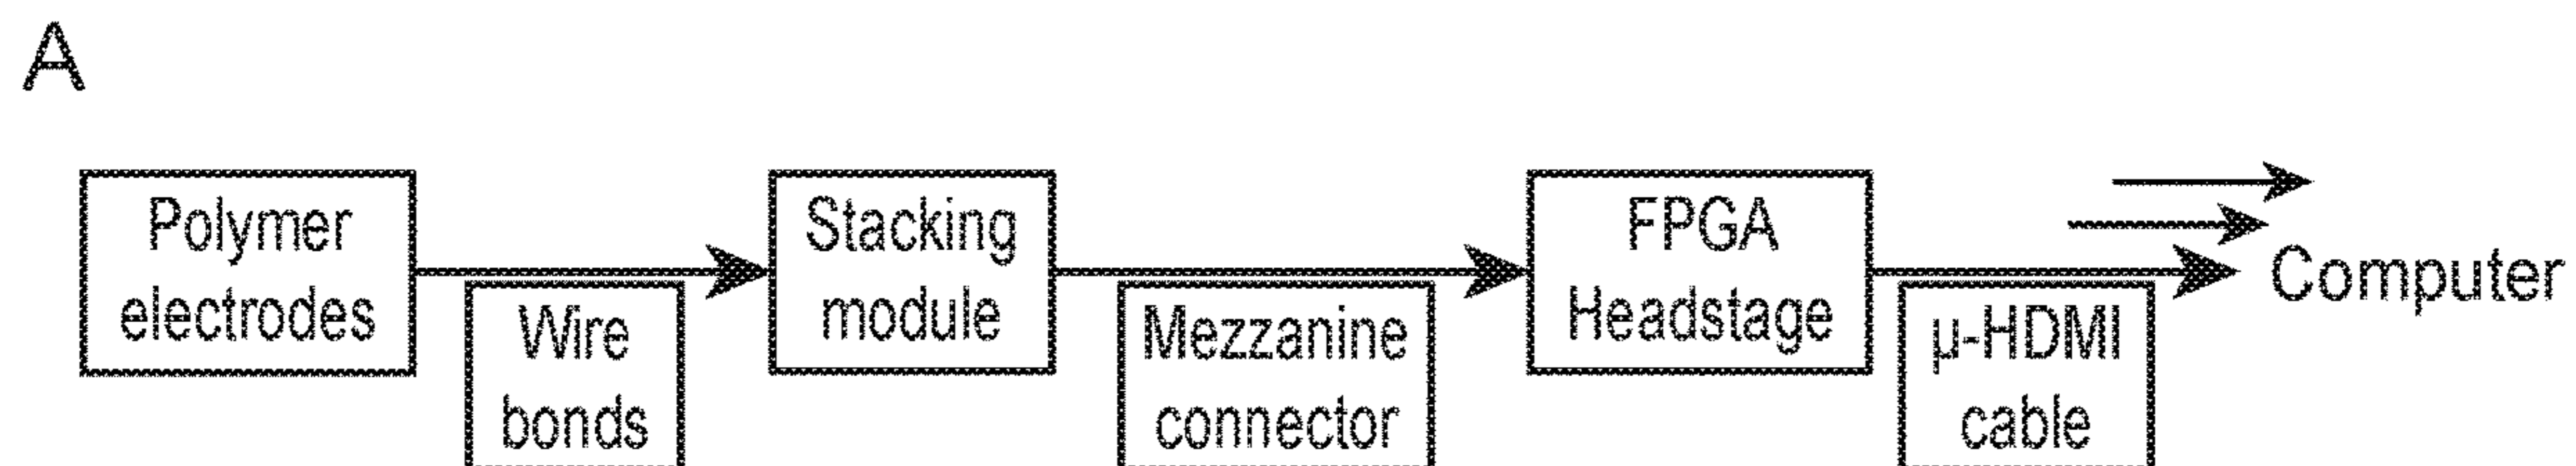 A
Polymer
electrodes
Wire
bonds
Stacking
module
Mezzanine
connector
FPGA
Headstage
μ-HDMI
cable
Computer